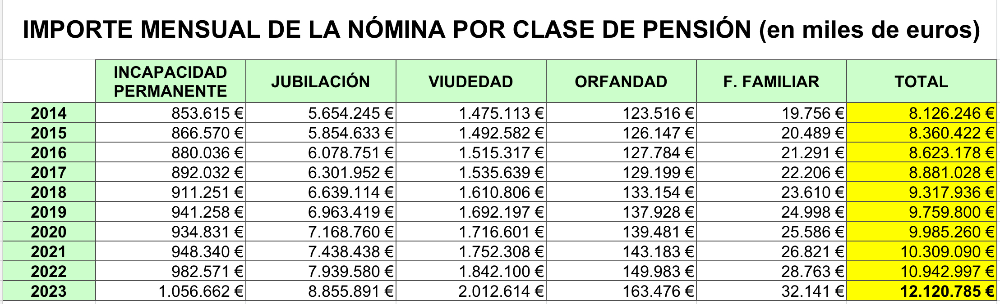 IMPORTE MENSUAL DE LA NÓMINA POR CLASE DE PENSIÓN (en miles de euros)
INCAPACIDAD PERMANENTE JUBILACIÓN VIUDEDAD ORFANDAD F. FAMILIAR TOTAL
2014 853.615 € 5.654.245 € 1.475.113 € 123.516 € 19.756 € 8.126.246 €
2015 866.570 € 5.854.633 € 1.492.582 € 126.147 € 20.489 € 8.360.422 €
2016 880.036 € 6.078.751 € 1.515.317 € 127.784 € 21.291 € 8.623.178 €
2017 892.032 € 6.301.952 € 1.535.639 € 129.199 € 22.206 € 8.881.028 €
2018 911.251 € 6.639.114 € 1.610.806 € 133.154 € 23.610 € 9.317.936 €
2019 941.258 € 6.963.419 € 1.692.197 € 137.928 € 24.998 € 9.759.800 €
2020 934.831 € 7.168.760 € 1.716.601 € 139.481 € 25.586 € 9.985.260 €
2021 948.340 € 7.438.438 € 1.752.308 € 143.183 € 26.821 € 10.309.090 €
2022 982.571 € 7.939.580 € 1.842.100 € 149.983 € 28.763 € 10.942.997 €
2023 1.056.662 € 8.855.891 € 2.012.614 € 163.476 € 32.141 € 12.120.785 €